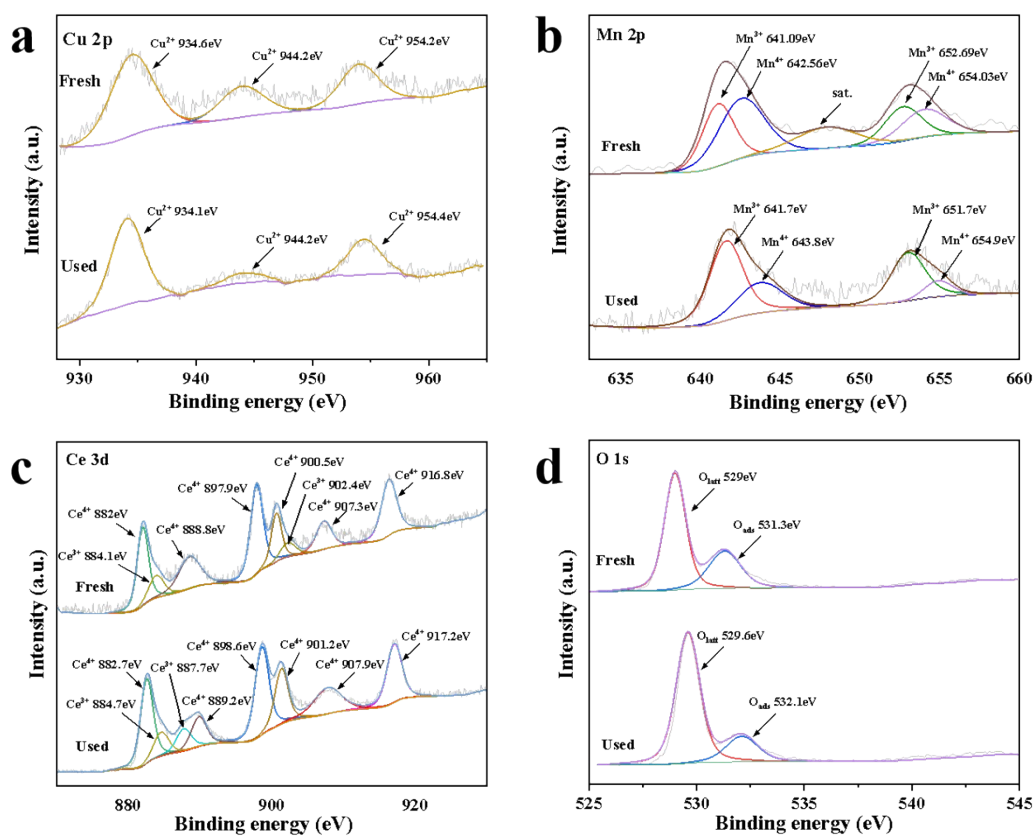 a
Cu 2p
Cu²⁺ 934.6eV
Cu²⁺ 944.2eV
Cu²⁺ 954.2eV
Fresh
Cu²⁺ 934.1eV
Cu²⁺ 944.2eV
Cu²⁺ 954.4eV
Used
Intensity (a.u.)
930 940 950 960
Binding energy (eV)
b
Mn 2p
Mn³⁺ 641.09eV
Mn⁴⁺ 642.56eV
sat.
Mn³⁺ 652.69eV
Mn⁴⁺ 654.03eV
Fresh
Mn³⁺ 641.7eV
Mn⁴⁺ 643.8eV
Mn³⁺ 651.7eV
Mn⁴⁺ 654.9eV
Used
Intensity (a.u.)
635 640 645 650 655 660
Binding energy (eV)
c
Ce 3d
Ce⁴⁺ 882eV
Ce³⁺ 884.1eV
Ce⁴⁺ 888.8eV
Ce⁴⁺ 897.9eV
Ce⁴⁺ 900.5eV
Ce³⁺ 902.4eV
Ce⁴⁺ 907.3eV
Ce⁴⁺ 916.8eV
Fresh
Ce⁴⁺ 882.7eV
Ce³⁺ 884.7eV
Ce³⁺ 887.7eV
Ce⁴⁺ 889.2eV
Ce⁴⁺ 898.6eV
Ce⁴⁺ 901.2eV
Ce⁴⁺ 907.9eV
Ce⁴⁺ 917.2eV
Used
Intensity (a.u.)
880 900 920
Binding energy (eV)
d
O 1s
O_latt 529eV
O_ads 531.3eV
Fresh
O_latt 529.6eV
O_ads 532.1eV
Used
Intensity (a.u.)
525 530 535 540 545
Binding energy (eV)